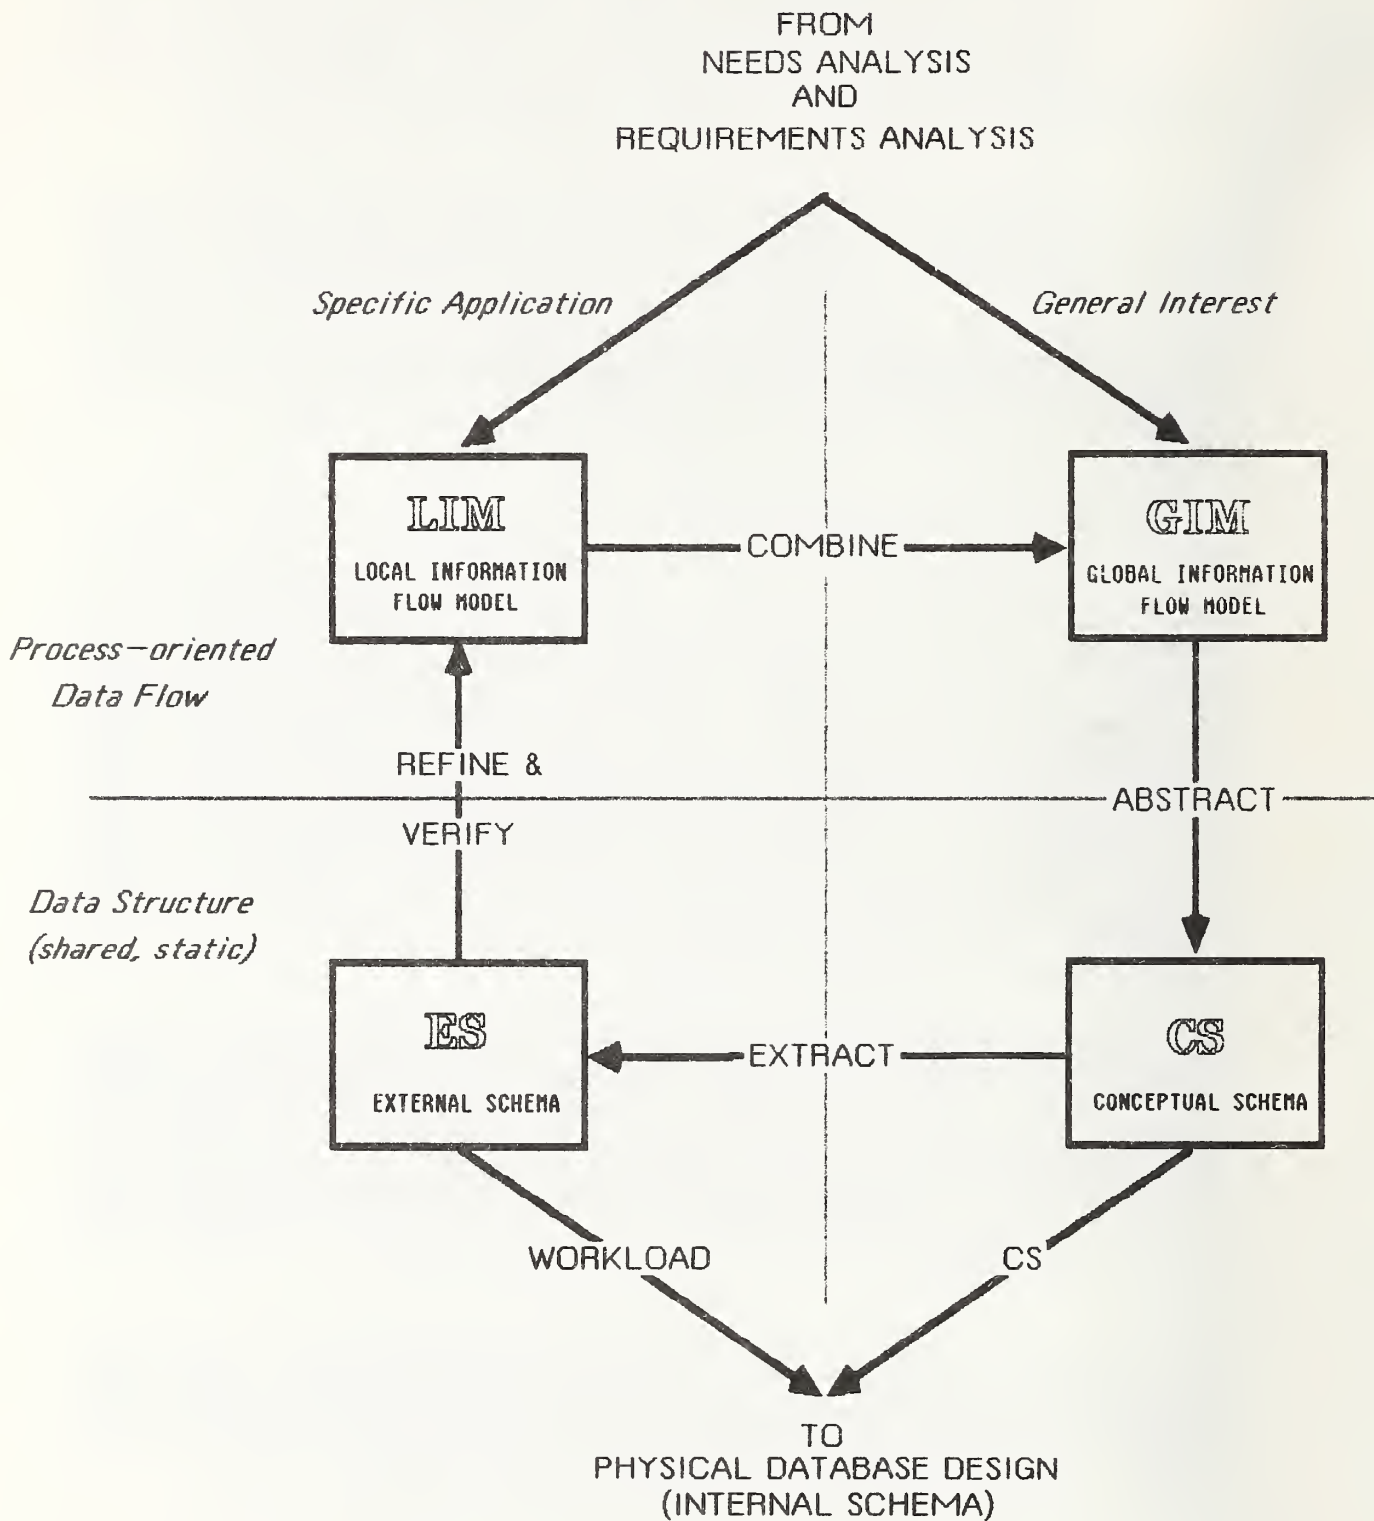 FROM
NEEDS ANALYSIS
AND
REQUIREMENTS ANALYSIS
Specific Application
General Interest
LIM
LOCAL INFORMATION
FLOW MODEL
COMBINE
GIM
GLOBAL INFORMATION
FLOW MODEL
Process-oriented
Data Flow
REFINE &
VERIFY
ABSTRACT
Data Structure
(shared, static)
ES
EXTERNAL SCHEMA
EXTRACT
CS
CONCEPTUAL SCHEMA
WORKLOAD
CS
TO
PHYSICAL DATABASE DESIGN
(INTERNAL SCHEMA)